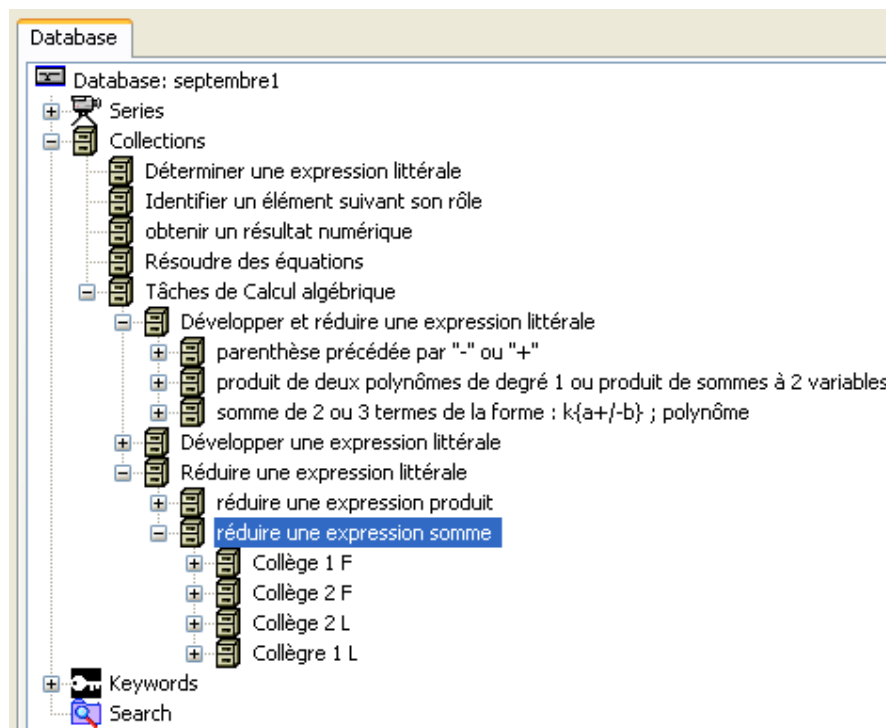 Database
Database: septembre1
Series
Collections
Déterminer une expression littérale
Identifier un élément suivant son rôle
obtenir un résultat numérique
Résoudre des équations
Tâches de Calcul algébrique
Développer et réduire une expression littérale
parenthèse précédée par "-" ou "+"
produit de deux polynômes de degré 1 ou produit de sommes à 2 variables
somme de 2 ou 3 termes de la forme : k{a+/-b} ; polynôme
Développer une expression littérale
Réduire une expression littérale
réduire une expression produit
réduire une expression somme
Collège 1 F
Collège 2 F
Collège 2 L
Collègre 1 L
Keywords
Search